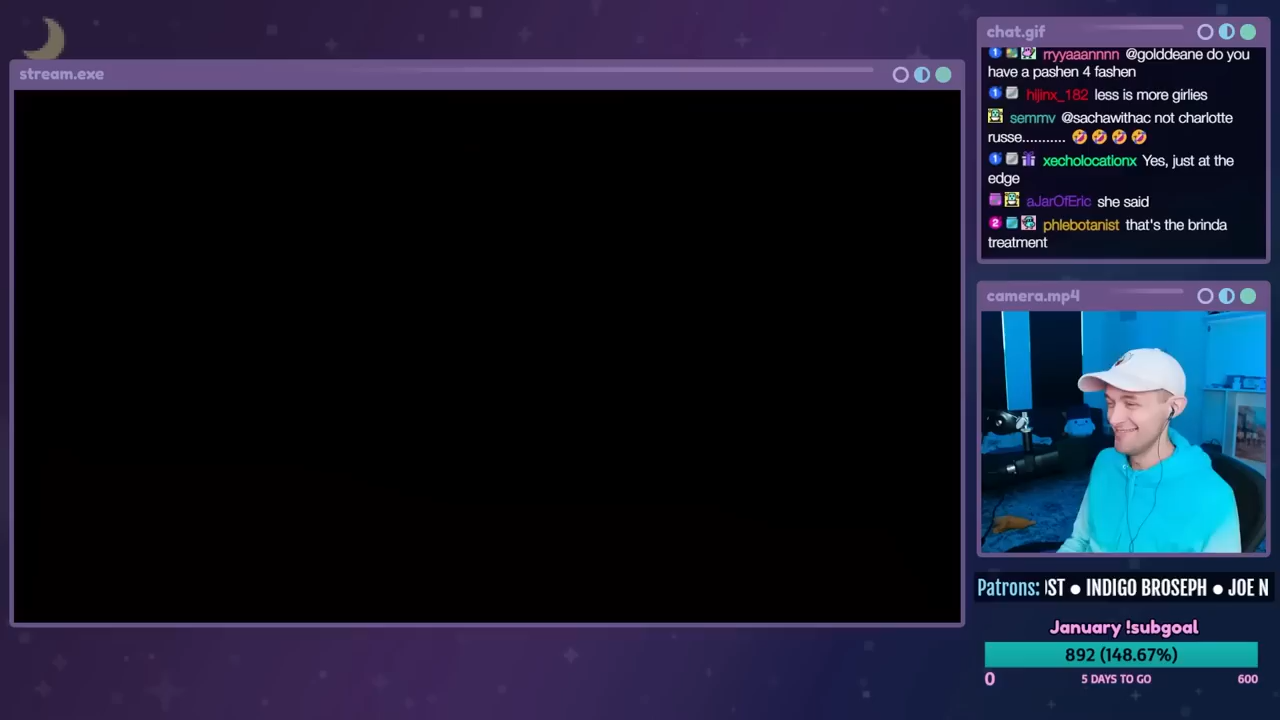 stream.exe
chat.gif
rryyaaannnn @golddeane do you
have a pashen 4 fashen
hijinx_182 less is more girlies
semmv @sachawithac not charlotte
russe...........
xecholocationx Yes, just at the
edge
aJarOfEric she said
phlebotanist that's the brinda
treatment
camera.mp4
Patrons: OST ● INDIGO BROSEPH ● JOE N
January !subgoal
892 (148.67%)
0 5 DAYS TO GO 600